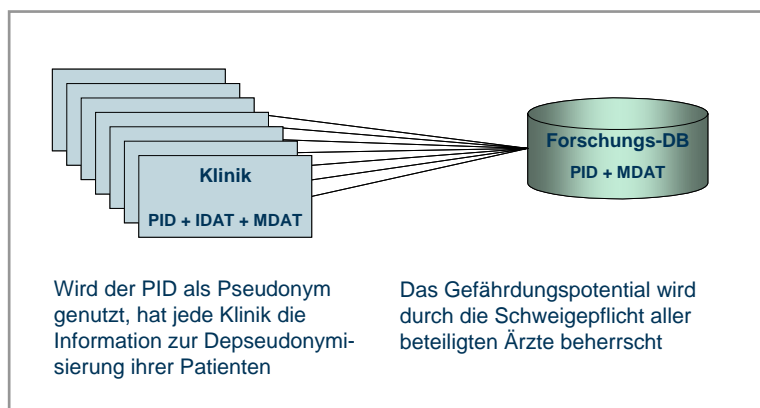 Klinik
PID + IDAT + MDAT
Forschungs-DB
PID + MDAT
Wird der PID als Pseudonym
genutzt, hat jede Klinik die
Information zur Depseudonymi-
sierung ihrer Patienten
Das Gefährdungspotential wird
durch die Schweigepflicht aller
beteiligten Ärzte beherrscht